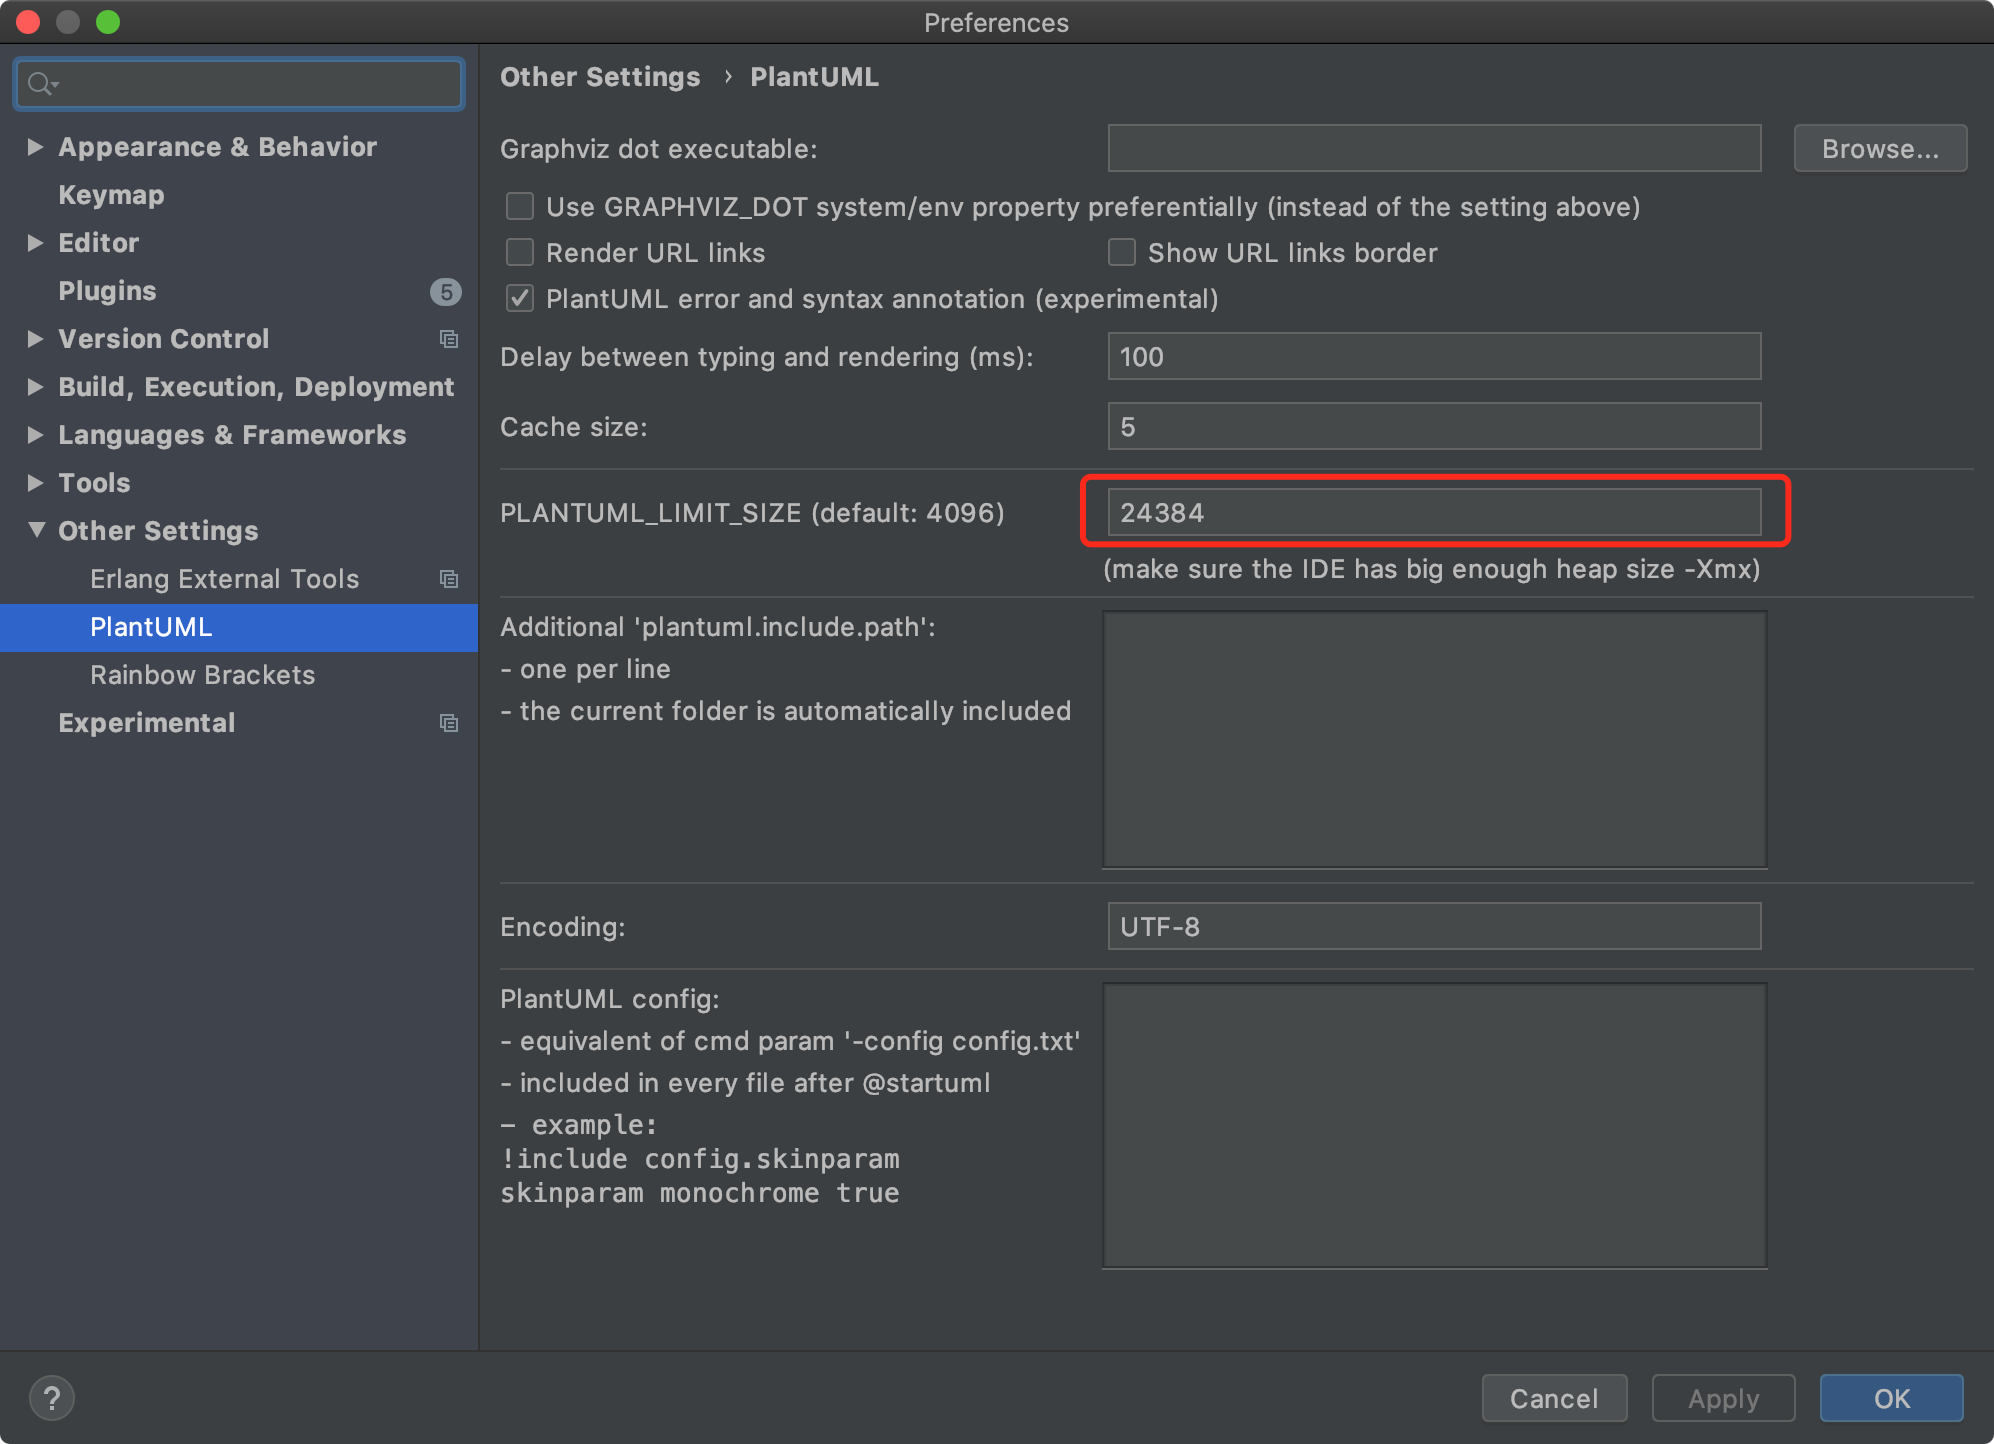 Preferences
Appearance & Behavior
Keymap
Editor
Plugins
5
Version Control
Build, Execution, Deployment
Languages & Frameworks
Tools
Other Settings
Erlang External Tools
PlantUML
Rainbow Brackets
Experimental
Other Settings › PlantUML
Graphviz dot executable:
Browse...
Use GRAPHVIZ_DOT system/env property preferentially (instead of the setting above)
Render URL links
Show URL links border
PlantUML error and syntax annotation (experimental)
Delay between typing and rendering (ms):
100
Cache size:
5
PLANTUML_LIMIT_SIZE (default: 4096)
24384
(make sure the IDE has big enough heap size -Xmx)
Additional 'plantuml.include.path':
- one per line
- the current folder is automatically included
Encoding:
UTF-8
PlantUML config:
- equivalent of cmd param '-config config.txt'
- included in every file after @startuml
- example:
!include config.skinparam
skinparam monochrome true
?
Cancel
Apply
OK